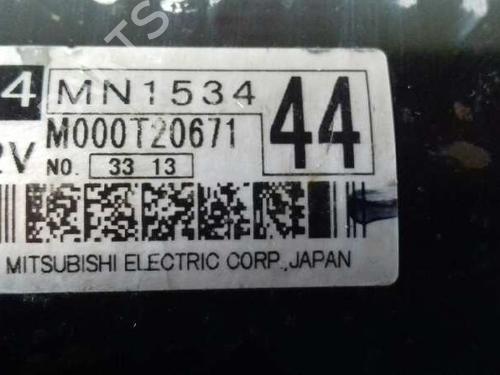 4 MN1534 44
2V M000T20671
NO. 33 13
MITSUBISHI ELECTRIC CORP.,JAPAN